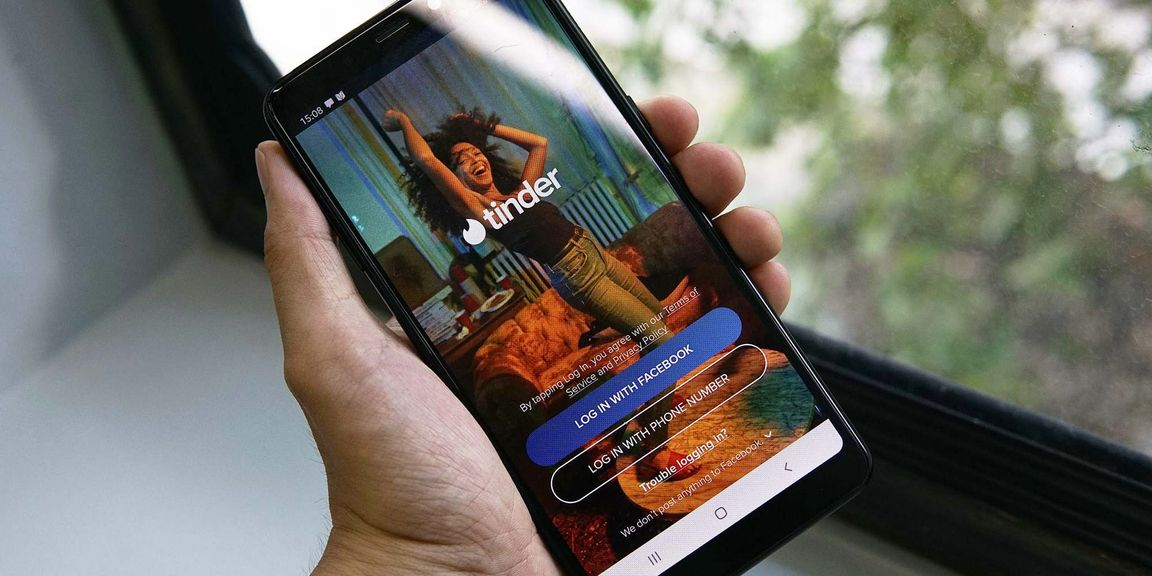 15:08
tinder
By tapping Log In, you agree with our Terms of
Service and Privacy Policy
LOG IN WITH FACEBOOK
LOG IN WITH PHONE NUMBER
Trouble logging in?
We don't post anything to Facebook.